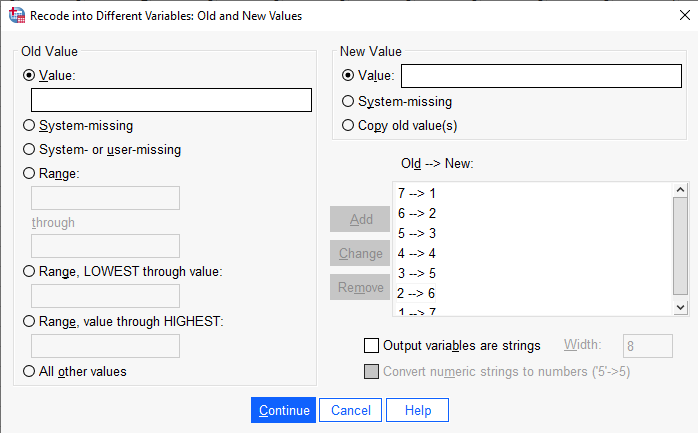 Recode into Different Variables: Old and New Values
Old Value
Value:
System-missing
System- or user-missing
Range:
through
Range, LOWEST through value:
Range, value through HIGHEST:
All other values
New Value
Value:
System-missing
Copy old value(s)
Old --> New:
Add
Change
Remove
7 --> 1
6 --> 2
5 --> 3
4 --> 4
3 --> 5
2 --> 6
1 --> 7
Output variables are strings
Width:
8
Convert numeric strings to numbers ('5'->5)
Continue
Cancel
Help